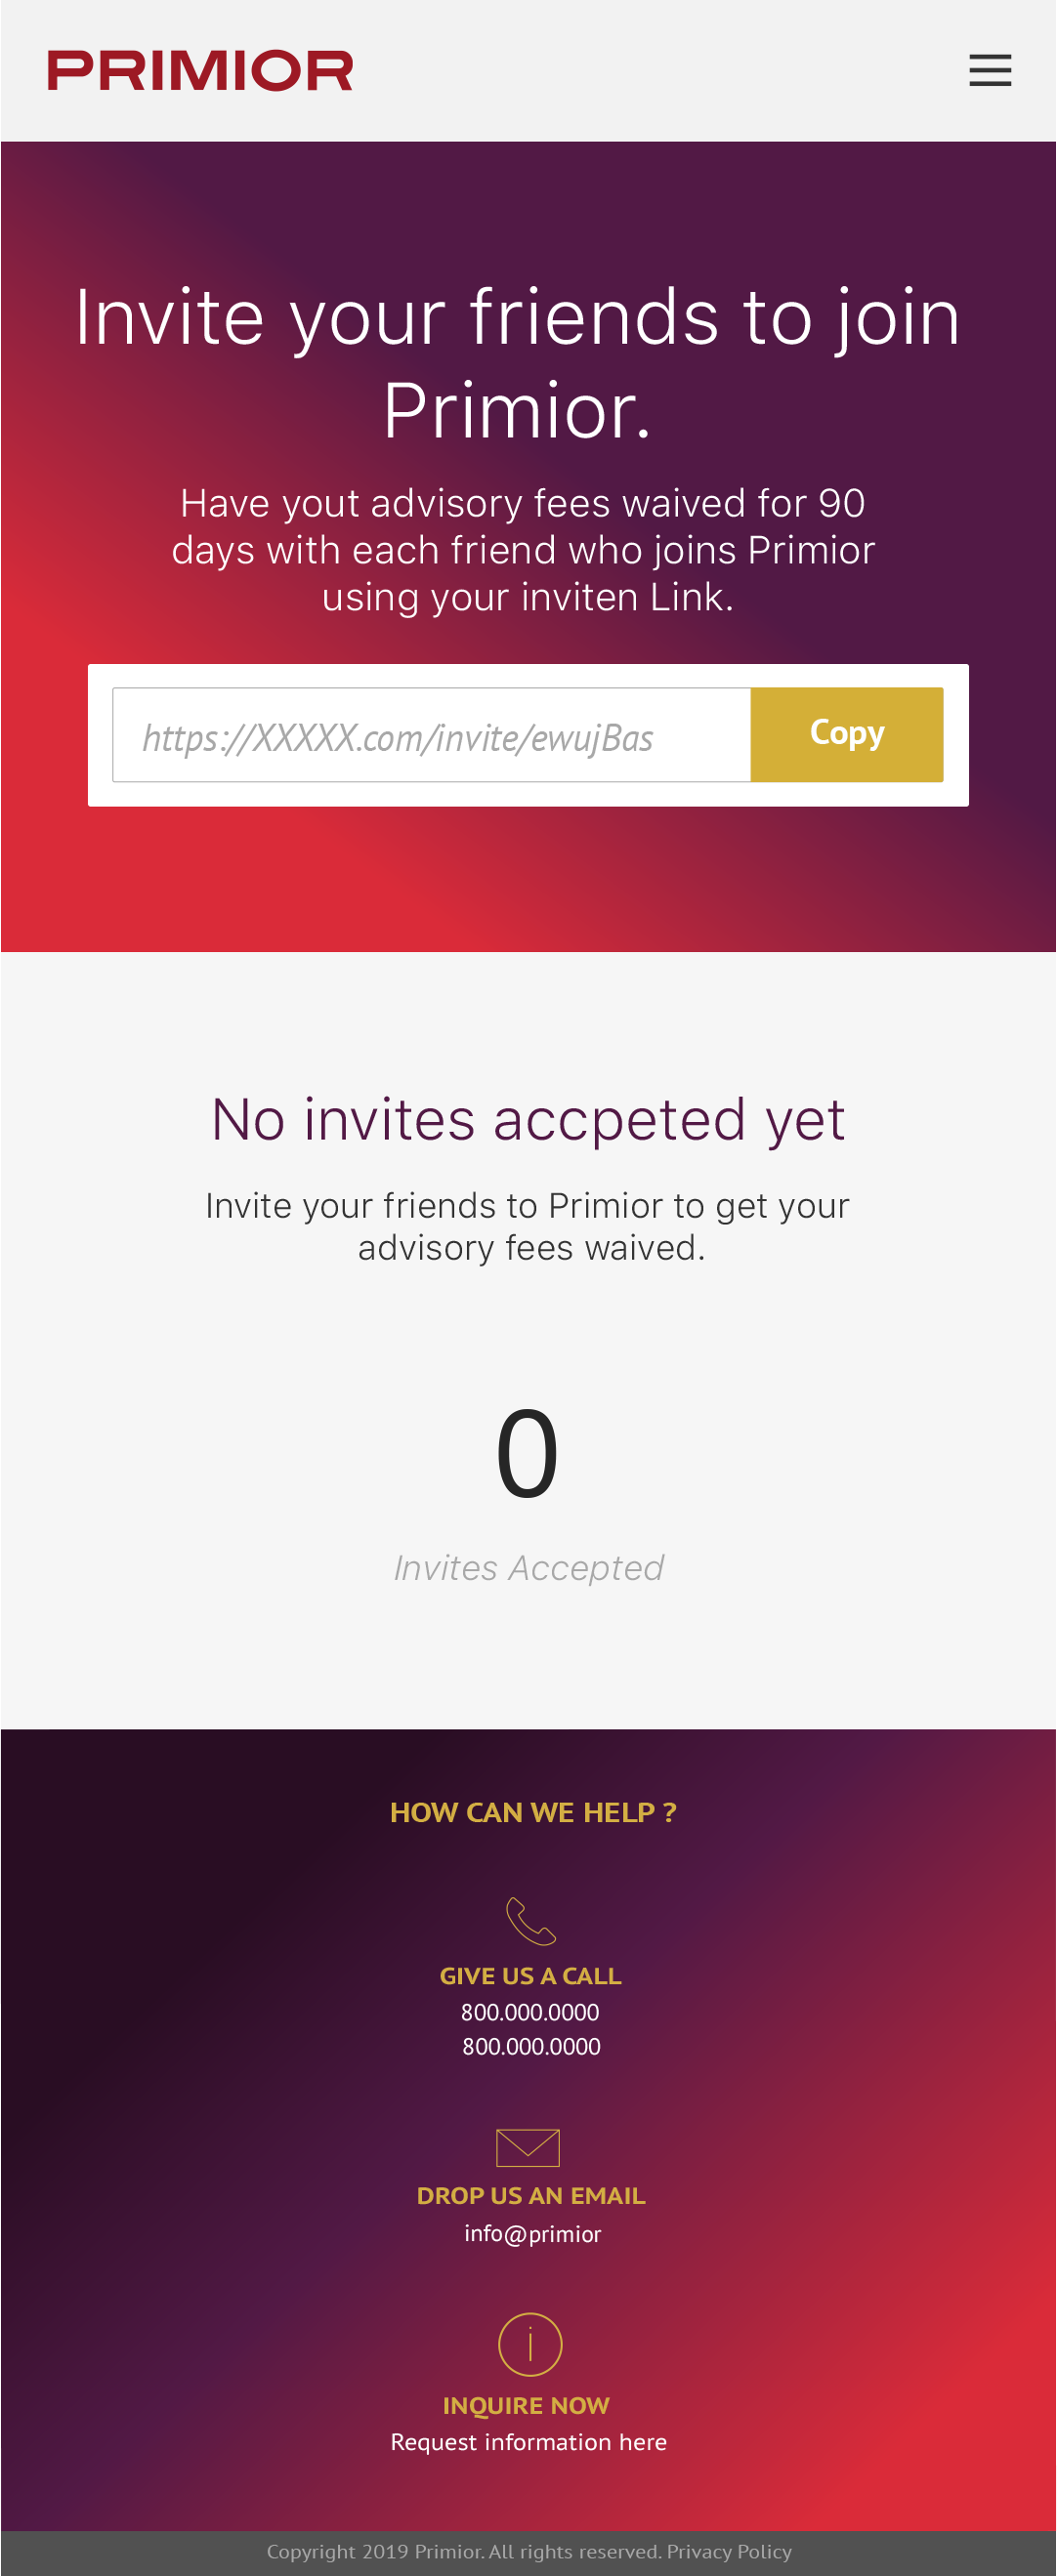 PRIMIOR
Invite your friends to join
Primior.
Have yout advisory fees waived for 90
days with each friend who joins Primior
using your inviten Link.
https://XXXXX.com/invite/ewujBas
Copy
No invites accpeted yet
Invite your friends to Primior to get your
advisory fees waived.
0
Invites Accepted
HOW CAN WE HELP ?
GIVE US A CALL
800.000.0000
800.000.0000
DROP US AN EMAIL
info@primior
INQUIRE NOW
Request information here
Copyright 2019 Primior. All rights reserved. Privacy Policy